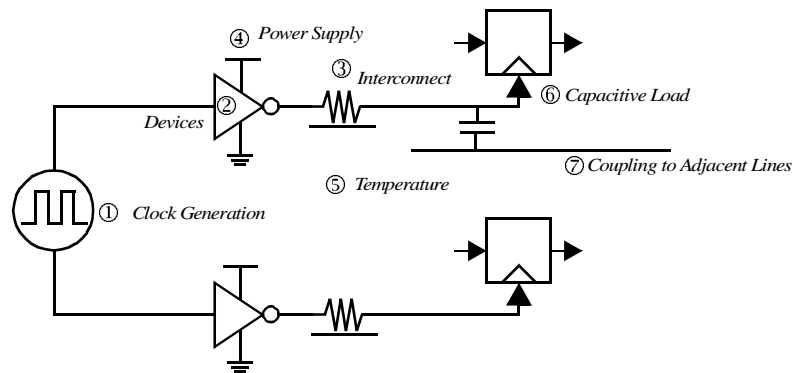 ④ Power Supply
③ Interconnect
② Devices
⑥ Capacitive Load
⑦ Coupling to Adjacent Lines
⑤ Temperature
① Clock Generation